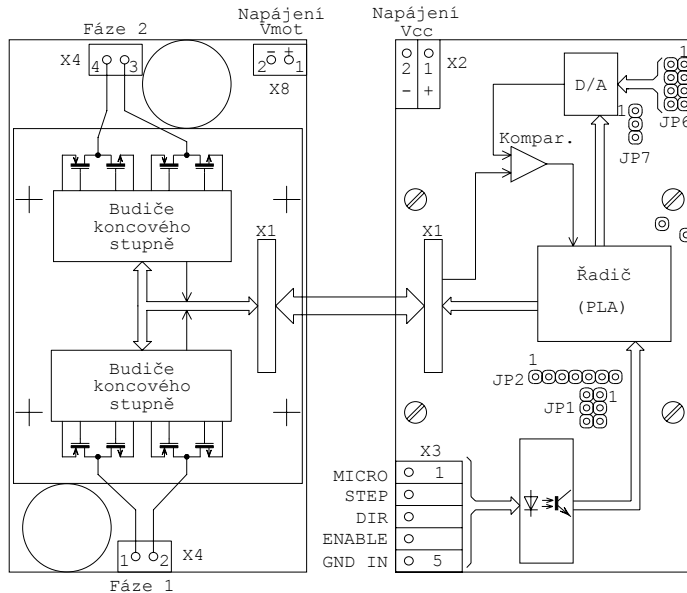 Fáze 2
Napájení
Vmot
X4
4 3
- +
2 1
X8
Budiče
koncového
stupně
X1
Budiče
koncového
stupně
1 2
X4
Fáze 1
Napájení
Vcc
2 1
- +
X2
D/A
1
JP6
1
JP7
Kompar.
X1
Řadič
(PLA)
1
JP2
JP1
1
X3
MICRO 1
STEP
DIR
ENABLE
GND IN 5